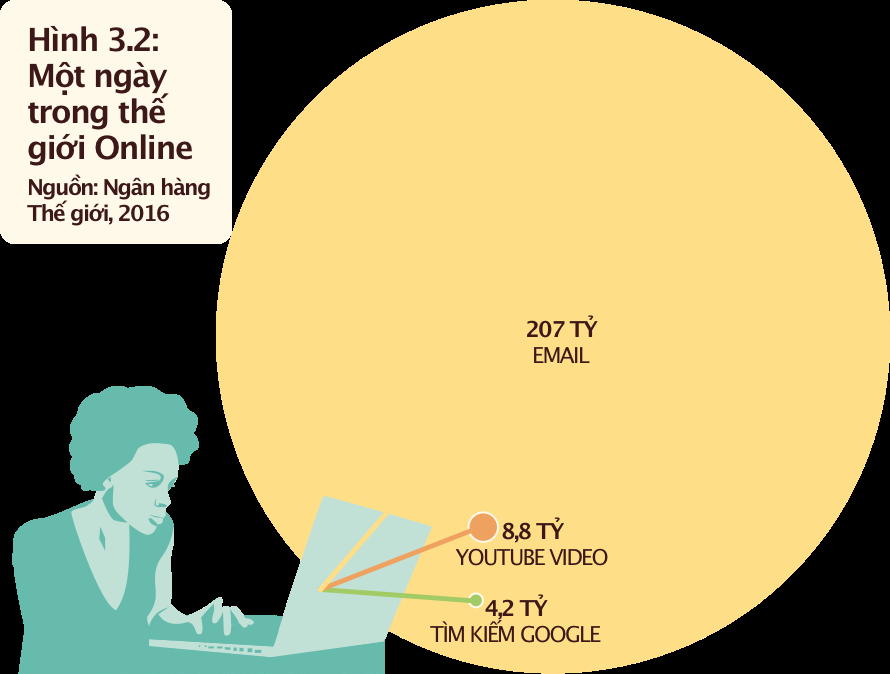 Hình 3.2:
Một ngày
trong thế
giới Online
Nguồn: Ngân hàng
Thế giới, 2016
207 TỶ
EMAIL
8,8 TỶ
YOUTUBE VIDEO
4,2 TỶ
TÌM KIẾM GOOGLE